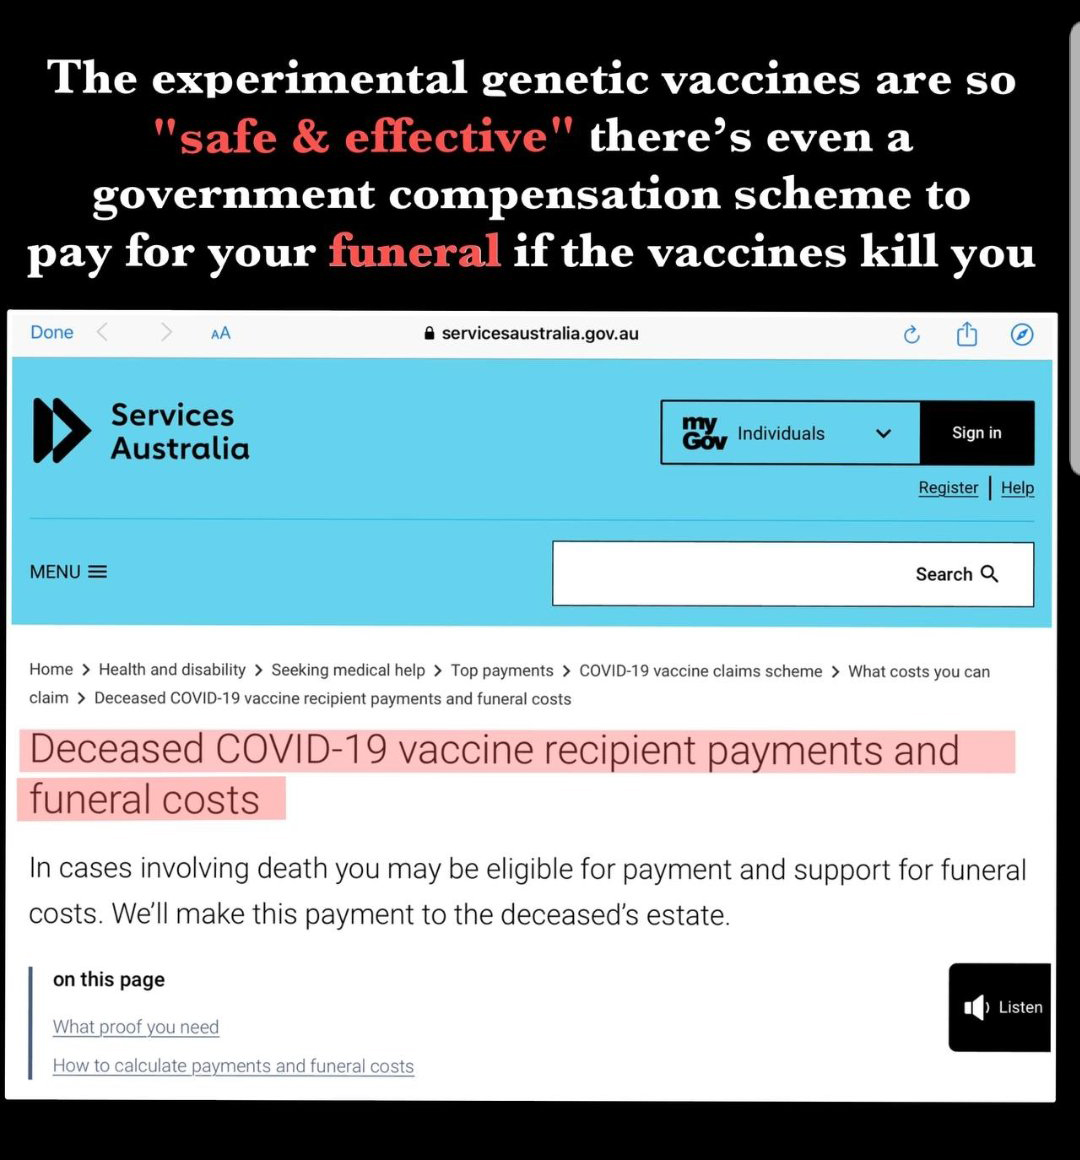 The experimental genetic vaccines are so
"safe & effective" there’s even a
government compensation scheme to
pay for your funeral if the vaccines kill you
Done
AA
servicesaustralia.gov.au
Services
Australia
my
Gov
Individuals
Sign in
Register | Help
MENU
Search
Home > Health and disability > Seeking medical help > Top payments > COVID-19 vaccine claims scheme > What costs you can
claim > Deceased COVID-19 vaccine recipient payments and funeral costs
Deceased COVID-19 vaccine recipient payments and
funeral costs
In cases involving death you may be eligible for payment and support for funeral
costs. We’ll make this payment to the deceased’s estate.
on this page
Listen
What proof you need
How to calculate payments and funeral costs